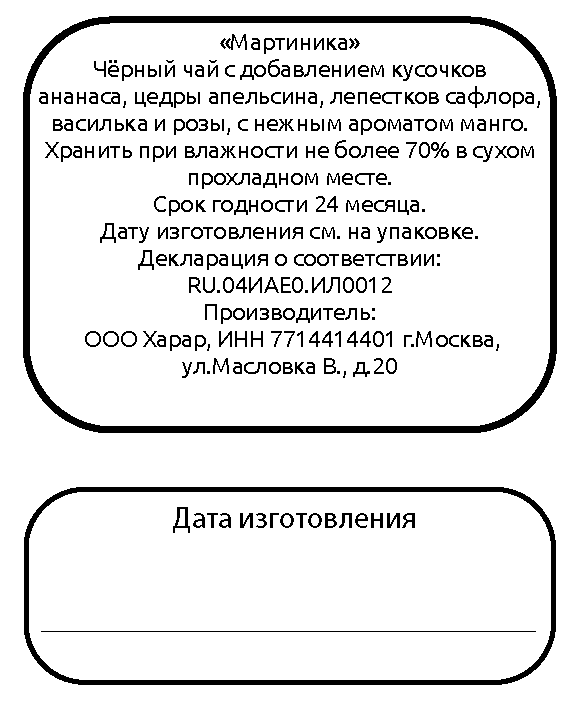 «Мартиника»
Чёрный чай с добавлением кусочков
ананаса, цедры апельсина, лепестков сафлора,
василька и розы, с нежным ароматом манго.
Хранить при влажности не более 70% в сухом
прохладном месте.
Срок годности 24 месяца.
Дату изготовления см. на упаковке.
Декларация о соответствии:
RU.04ИАЕ0.ИЛ0012
Производитель:
ООО Харар, ИНН 7714414401 г.Москва,
ул.Масловка В., д.20
Дата изготовления